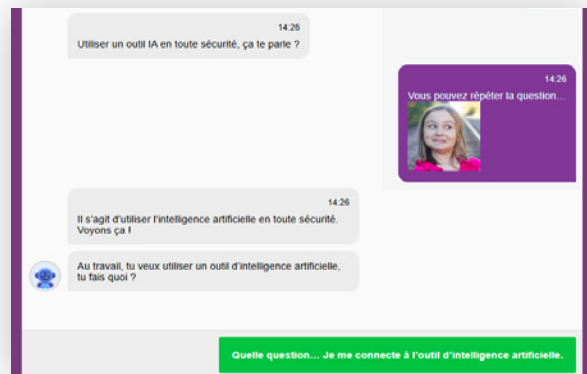 14:26
Utiliser un outil IA en toute sécurité, ça te parle ?
14:26
Vous pouvez répéter la question...
14:26
Il s'agit d'utiliser l'intelligence artificielle en toute sécurité.
Voyons ça !
Au travail, tu veux utiliser un outil d'intelligence artificielle,
tu fais quoi ?
Quelle question... Je me connecte à l'outil d'intelligence artificielle.